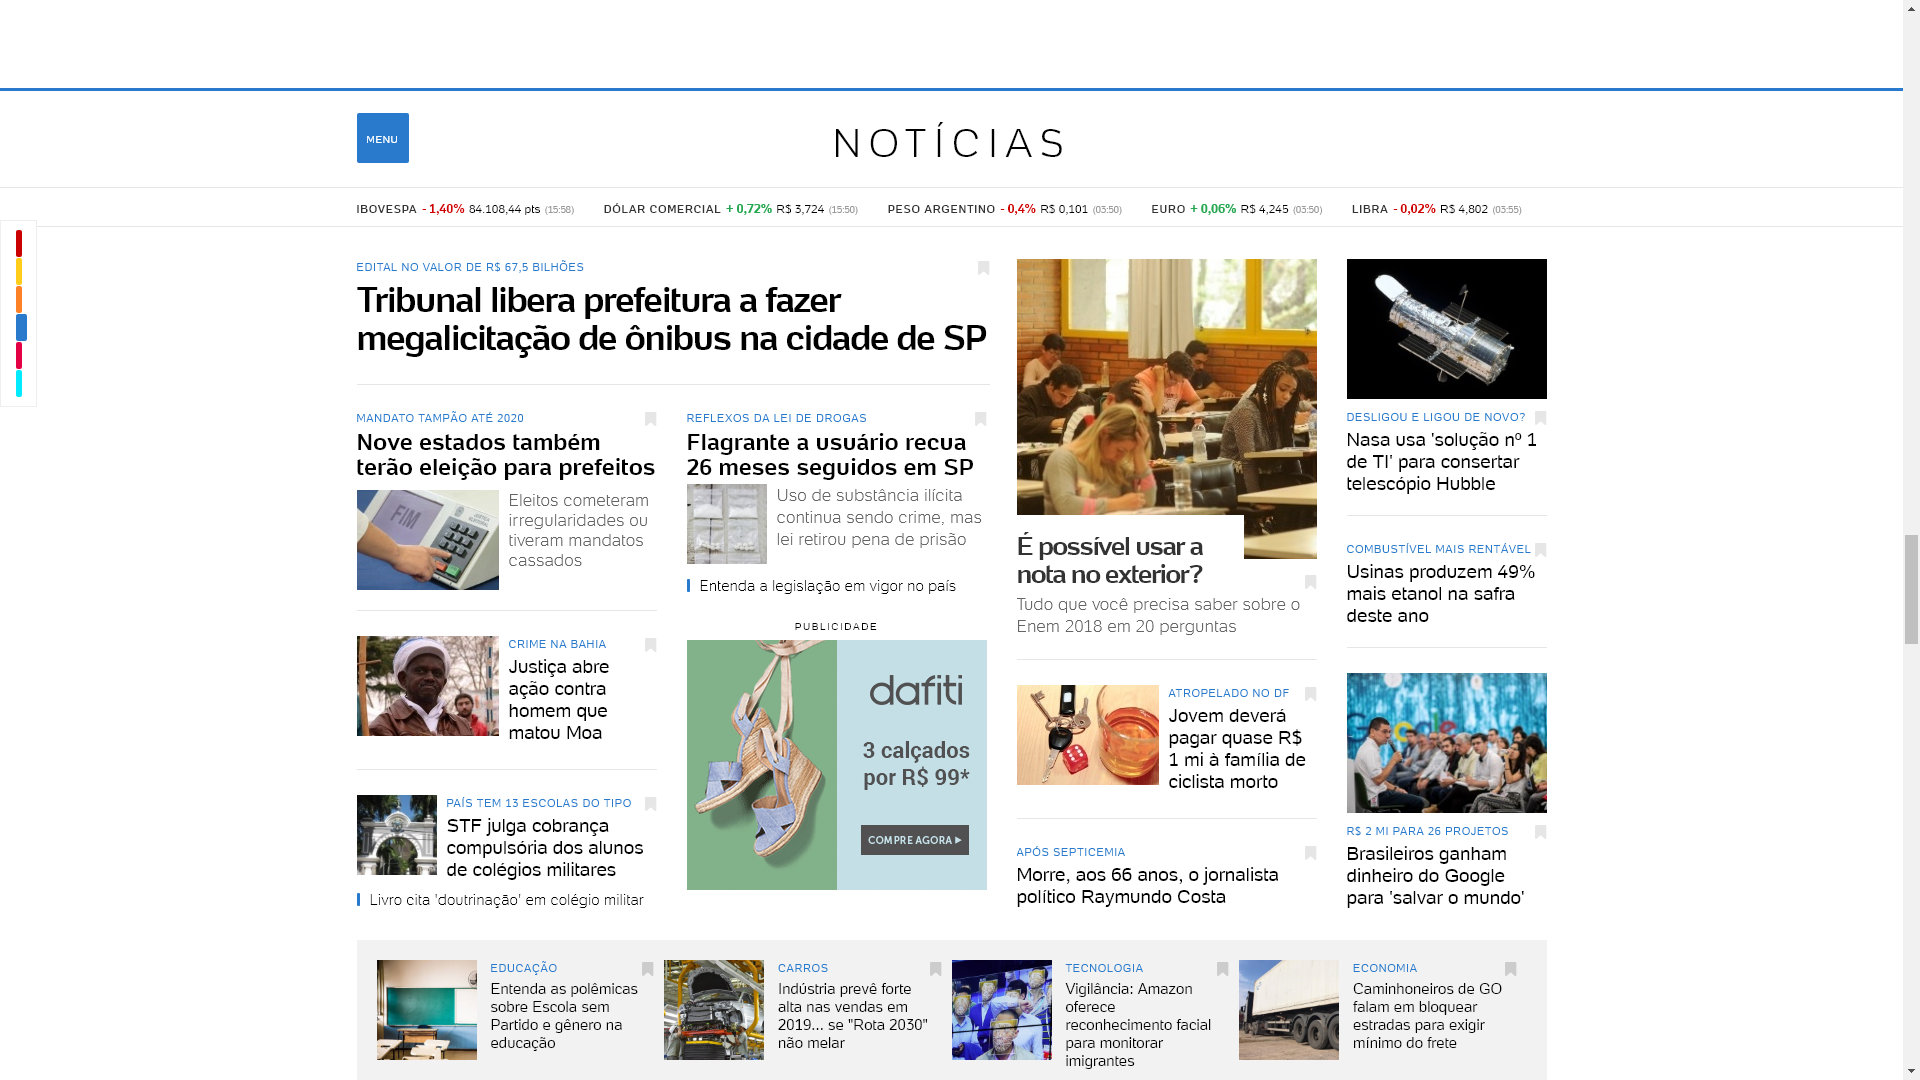 MENU
NOTÍCIAS
IBOVESPA - 1,40% 84.108,44 pts (15:58)
DÓLAR COMERCIAL + 0,72% R$ 3,724 (15:50)
PESO ARGENTINO - 0,4% R$ 0,101 (03:50)
EURO + 0,06% R$ 4,245 (03:50)
LIBRA - 0,02% R$ 4,802 (03:55)
EDITAL NO VALOR DE R$ 67,5 BILHÕES
Tribunal libera prefeitura a fazer
megalicitação de ônibus na cidade de SP
MANDATO TAMPÃO ATÉ 2020
Nove estados também
terão eleição para prefeitos
FIM
Eleitos cometeram
irregularidades ou
tiveram mandatos
cassados
CRIME NA BAHIA
Justiça abre
ação contra
homem que
matou Moa
PAÍS TEM 13 ESCOLAS DO TIPO
STF julga cobrança
compulsória dos alunos
de colégios militares
Livro cita 'doutrinação' em colégio militar
REFLEXOS DA LEI DE DROGAS
Flagrante a usuário recua
26 meses seguidos em SP
Uso de substância ilícita
continua sendo crime, mas
lei retirou pena de prisão
Entenda a legislação em vigor no país
PUBLICIDADE
dafiti
3 calçados
por R$ 99*
COMPRE AGORA
É possível usar a
nota no exterior?
Tudo que você precisa saber sobre o
Enem 2018 em 20 perguntas
ATROPELADO NO DF
Jovem deverá
pagar quase R$
1 mi à família de
ciclista morto
APÓS SEPTICEMIA
Morre, aos 66 anos, o jornalista
político Raymundo Costa
DESLIGOU E LIGOU DE NOVO?
Nasa usa 'solução nº 1
de TI' para consertar
telescópio Hubble
COMBUSTÍVEL MAIS RENTÁVEL
Usinas produzem 49%
mais etanol na safra
deste ano
R$ 2 MI PARA 26 PROJETOS
Brasileiros ganham
dinheiro do Google
para 'salvar o mundo'
EDUCAÇÃO
Entenda as polêmicas
sobre Escola sem
Partido e gênero na
educação
CARROS
Indústria prevê forte
alta nas vendas em
2019... se "Rota 2030"
não melar
TECNOLOGIA
Vigilância: Amazon
oferece
reconhecimento facial
para monitorar
imigrantes
ECONOMIA
Caminhoneiros de GO
falam em bloquear
estradas para exigir
mínimo do frete